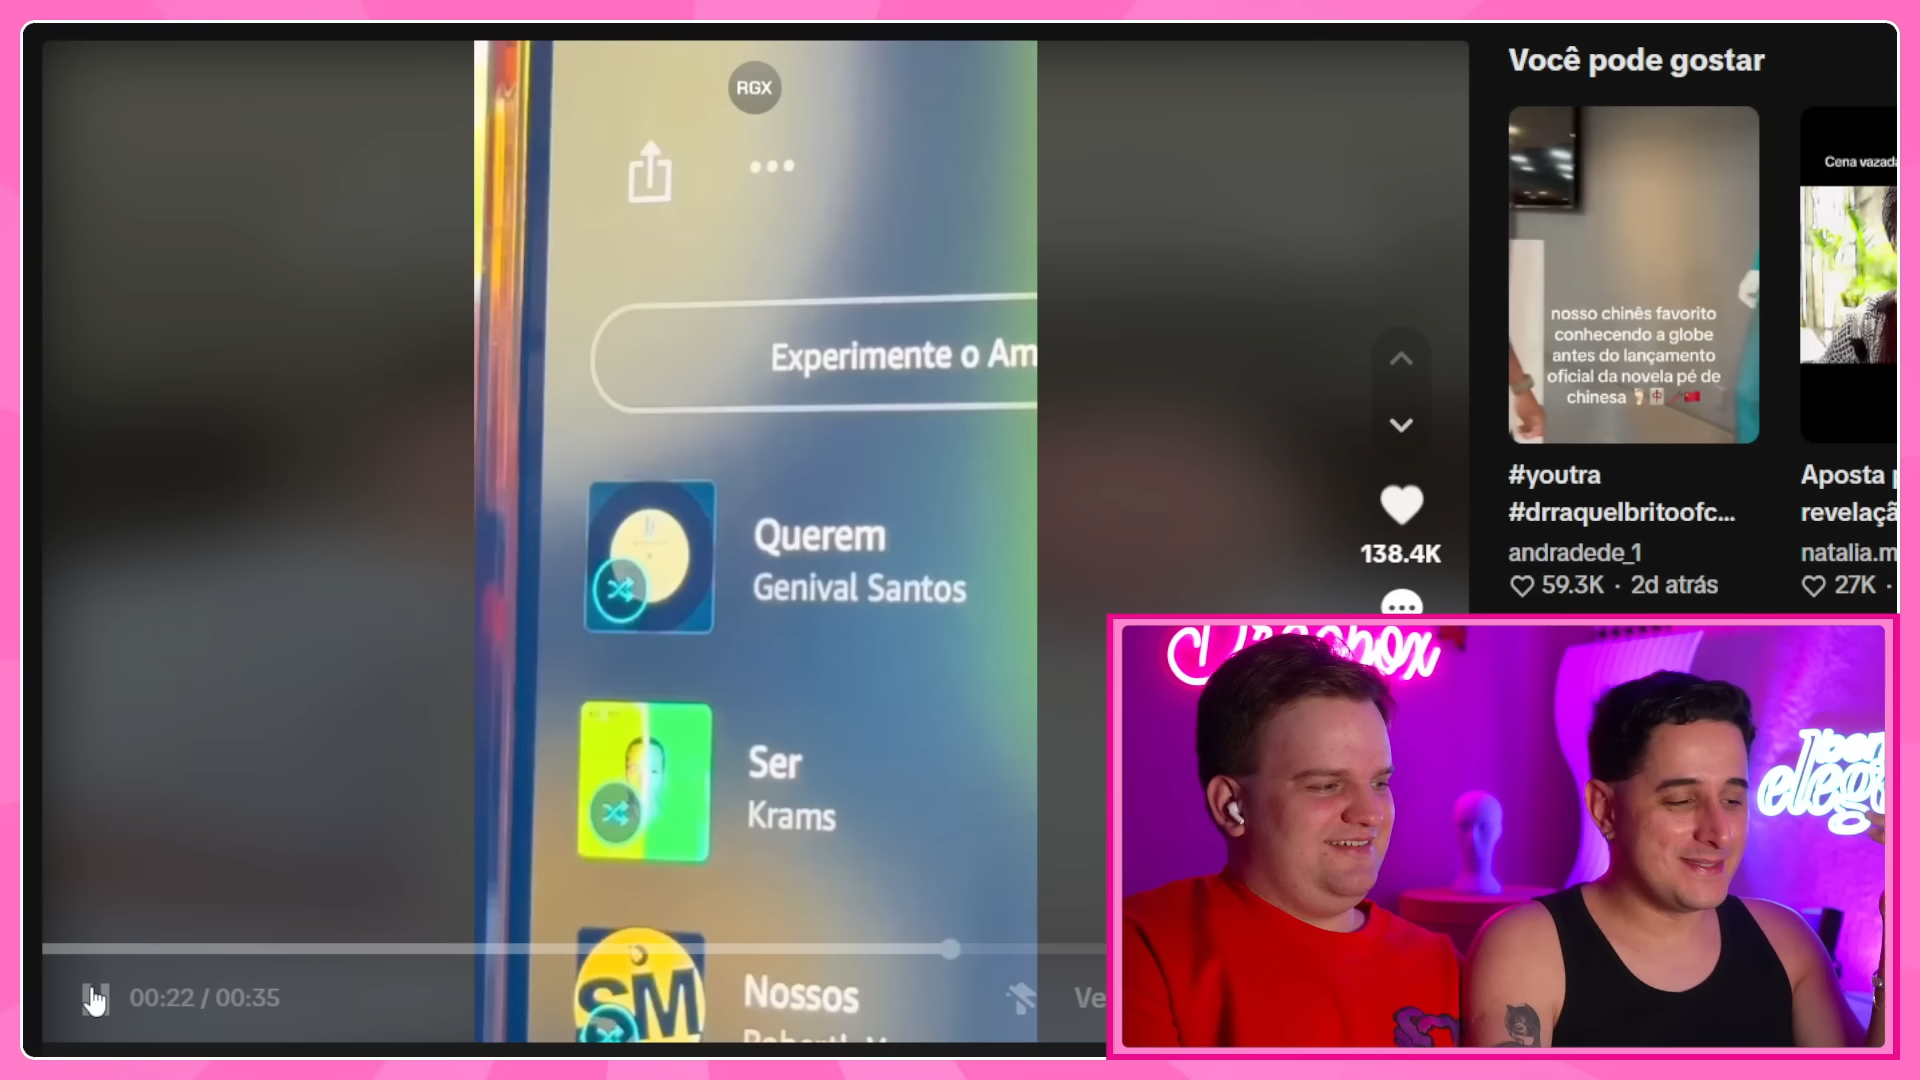 RGX
Experimente o Am
Querem
Genival Santos
Ser
Krams
SM
Nossos
138.4K
00:22 / 00:35
Ve
Você pode gostar
nosso chinês favorito
conhecendo a globe
antes do lançamento
oficial da novela pé de
chinesa
#youtra
#drraquelbritoofc...
andradede_1
59.3K · 2d atrás
Cena vazad
Aposta
revelaçã
natalia.m
27K ·